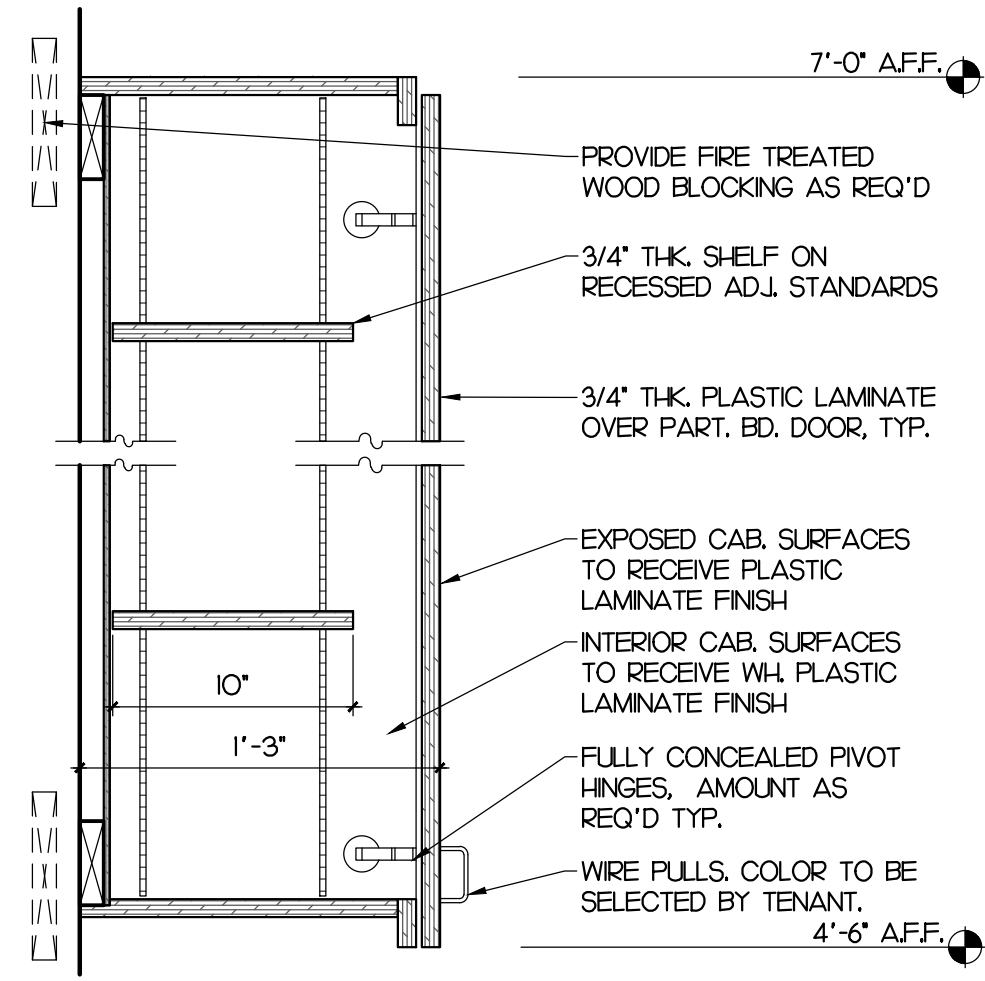 7'-0" A.F.F.
PROVIDE FIRE TREATED
WOOD BLOCKING AS REQ'D
3/4" THK. SHELF ON
RECESSED ADJ. STANDARDS
3/4" THK. PLASTIC LAMINATE
OVER PART. BD. DOOR, TYP.
EXPOSED CAB. SURFACES
TO RECEIVE PLASTIC
LAMINATE FINISH
INTERIOR CAB. SURFACES
TO RECEIVE WH. PLASTIC
LAMINATE FINISH
10"
1'-3"
FULLY CONCEALED PIVOT
HINGES, AMOUNT AS
REQ'D TYP.
WIRE PULLS. COLOR TO BE
SELECTED BY TENANT.
4'-6" A.F.F.